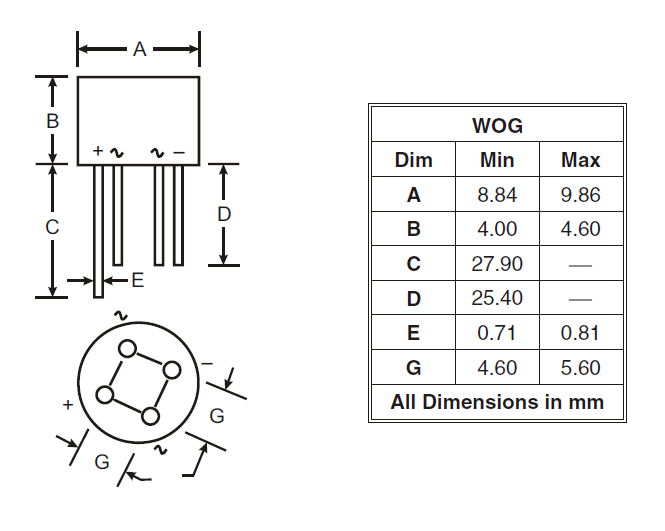 A
B
+ ~ ~ −
C
D
E
~
−
+
G
G
~
WOG
Dim Min Max
A 8.84 9.86
B 4.00 4.60
C 27.90 —
D 25.40 —
E 0.71 0.81
G 4.60 5.60
All Dimensions in mm